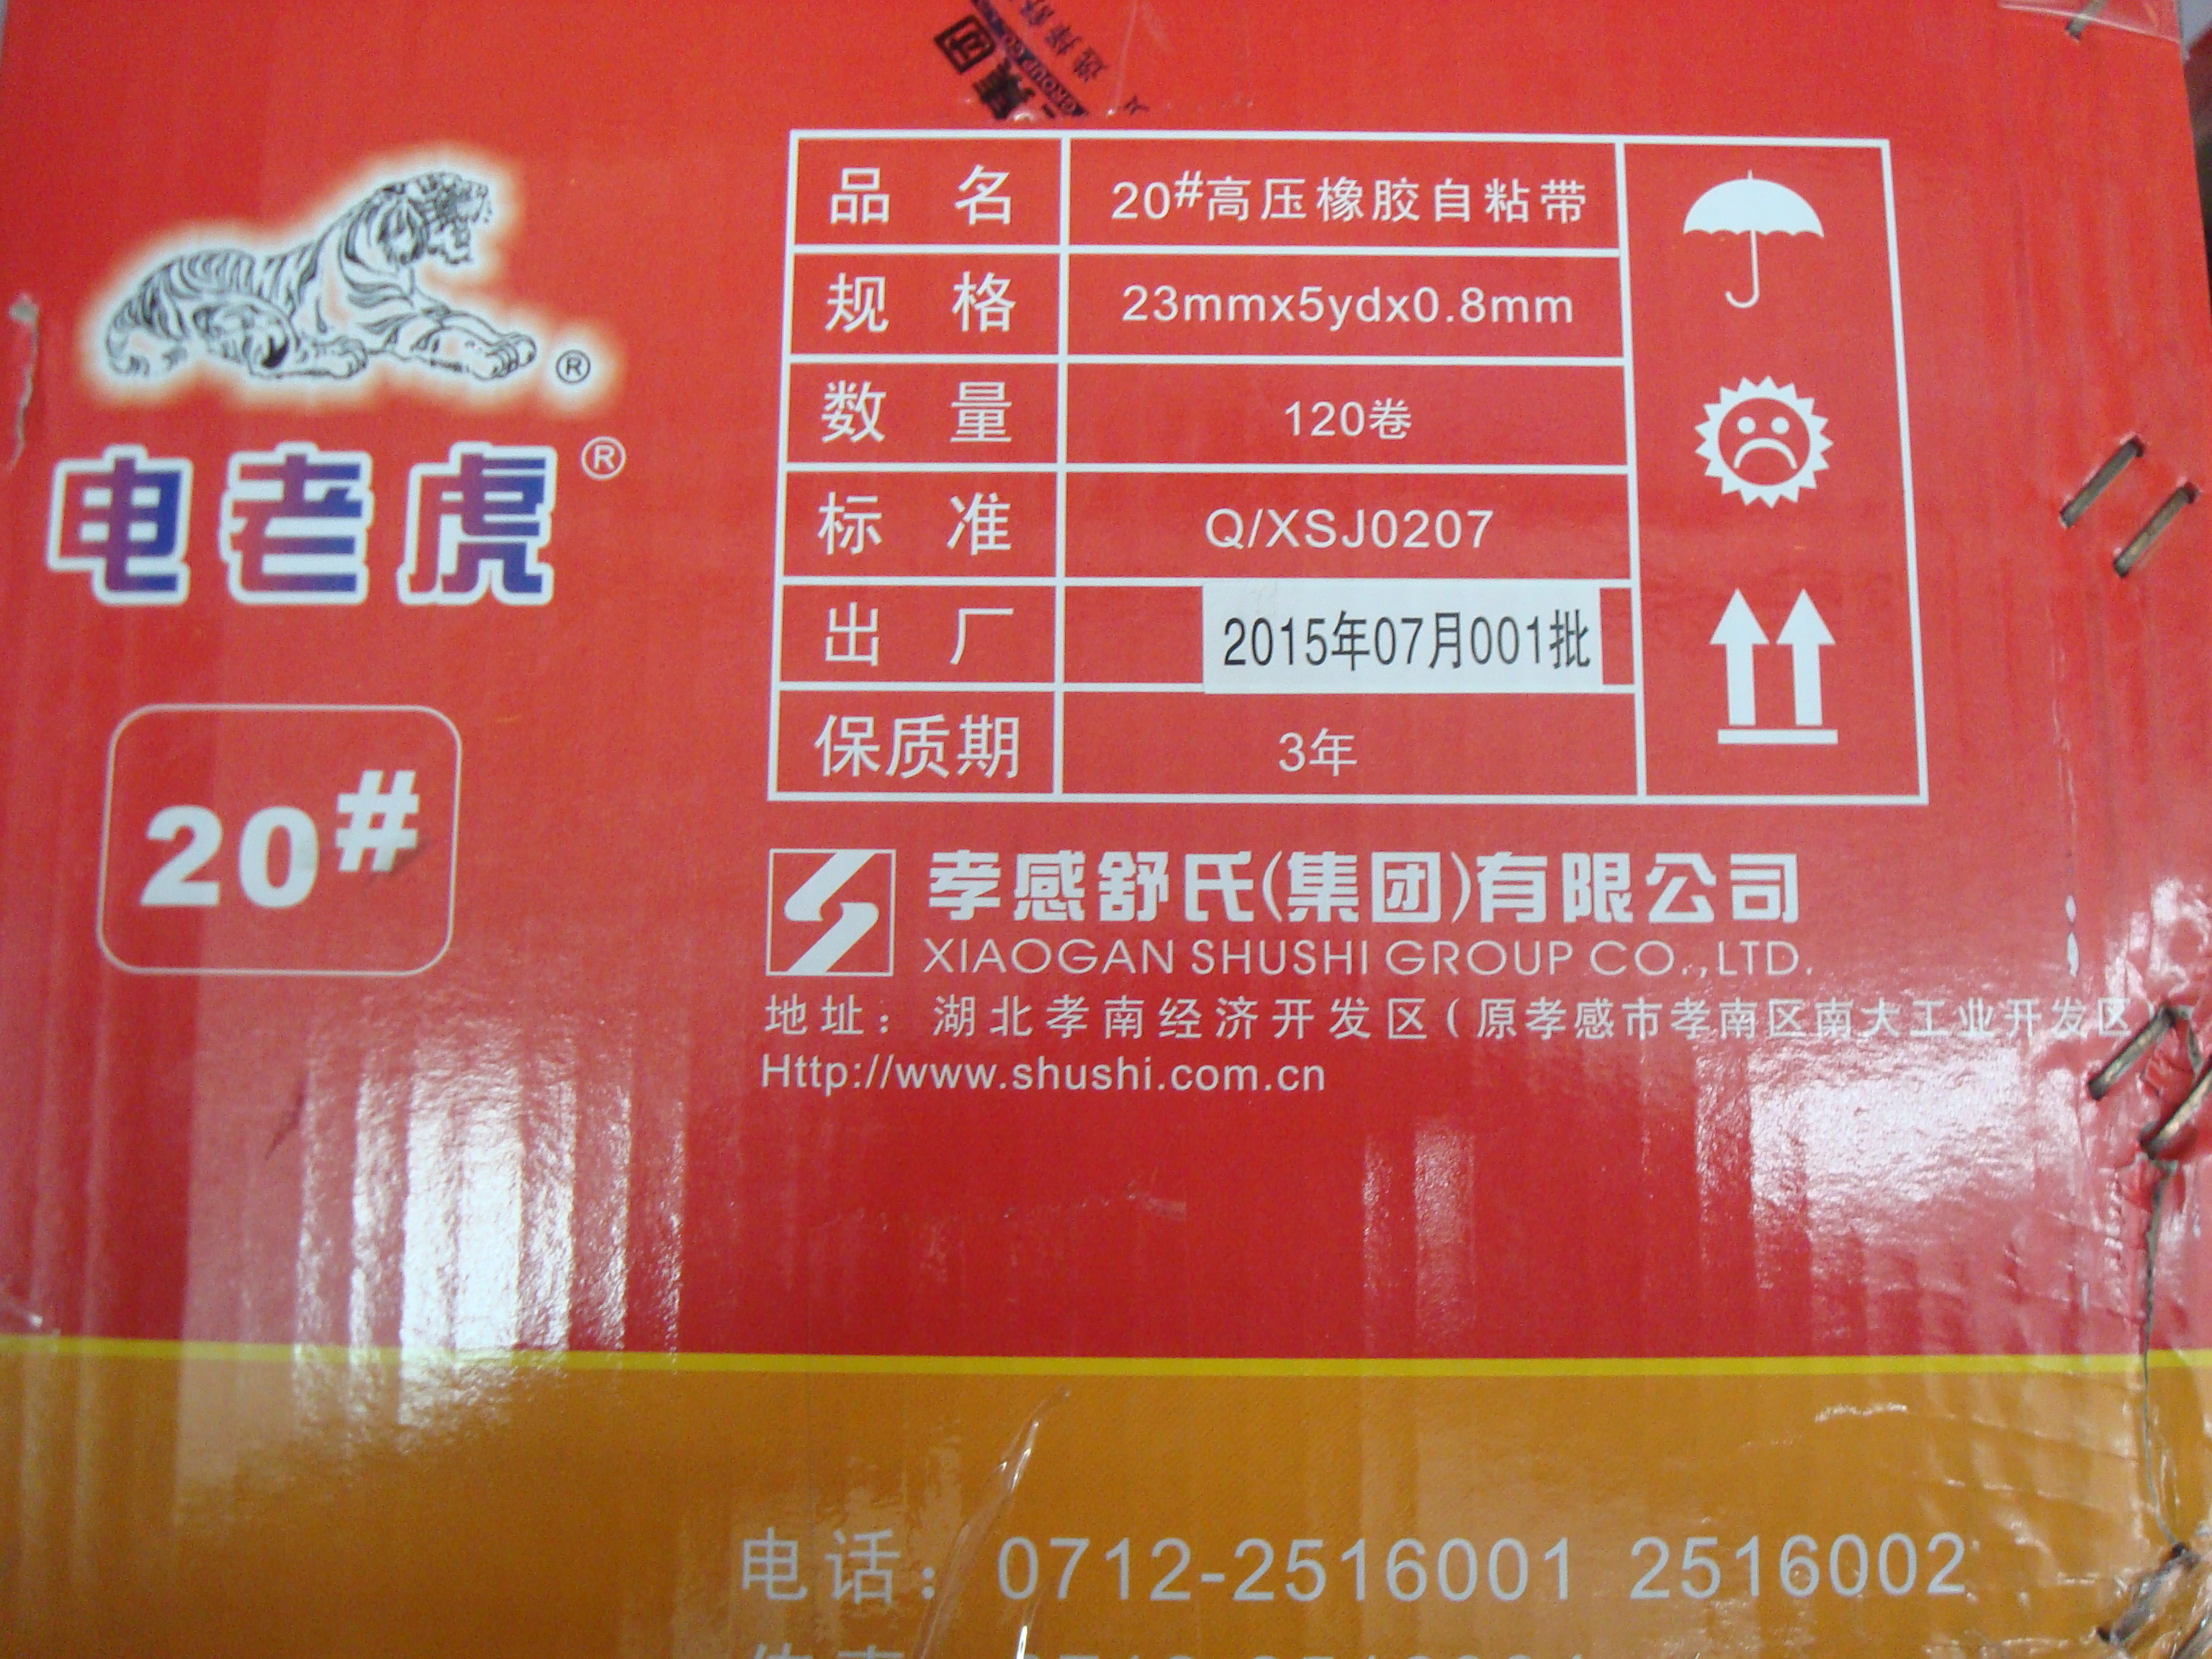 集团
GROUP CO
品 名 20#高压橡胶自粘带
规 格 23mmx5ydx0.8mm
数 量 120卷
标 准 Q/XSJ0207
出 厂 2015年07月001批
保质期 3年
®
电老虎®
20#
孝感舒氏(集团)有限公司
XIAOGAN SHUSHI GROUP CO.,LTD.
地址：湖北孝南经济开发区(原孝感市孝南区南大工业开发区
Http://www.shushi.com.cn
电话：0712-2516001 2516002